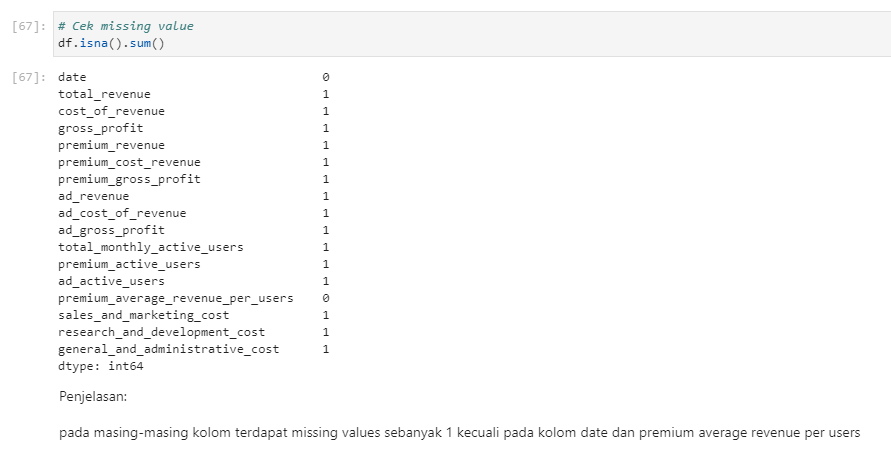 [67]: # Cek missing value
df.isna().sum()
[67]: date 0
total_revenue 1
cost_of_revenue 1
gross_profit 1
premium_revenue 1
premium_cost_revenue 1
premium_gross_profit 1
ad_revenue 1
ad_cost_of_revenue 1
ad_gross_profit 1
total_monthly_active_users 1
premium_active_users 1
ad_active_users 1
premium_average_revenue_per_users 0
sales_and_marketing_cost 1
research_and_development_cost 1
general_and_administrative_cost 1
dtype: int64
Penjelasan:
pada masing-masing kolom terdapat missing values sebanyak 1 kecuali pada kolom date dan premium average revenue per users